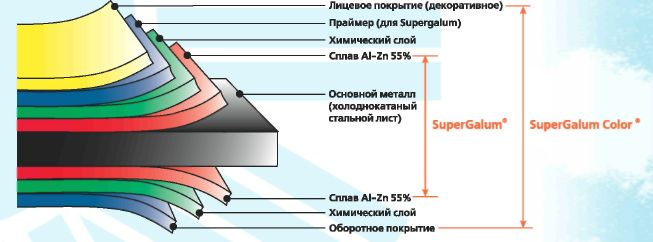 Лицевое покрытие (декоративное)
Праймер (для Supergalum)
Химический слой
Сплав Al-Zn 55%
Основной металл
(холоднокатаный
стальной лист)
SuperGalum®
SuperGalum Color ®
Сплав Al-Zn 55%
Химический слой
Оборотное покрытие